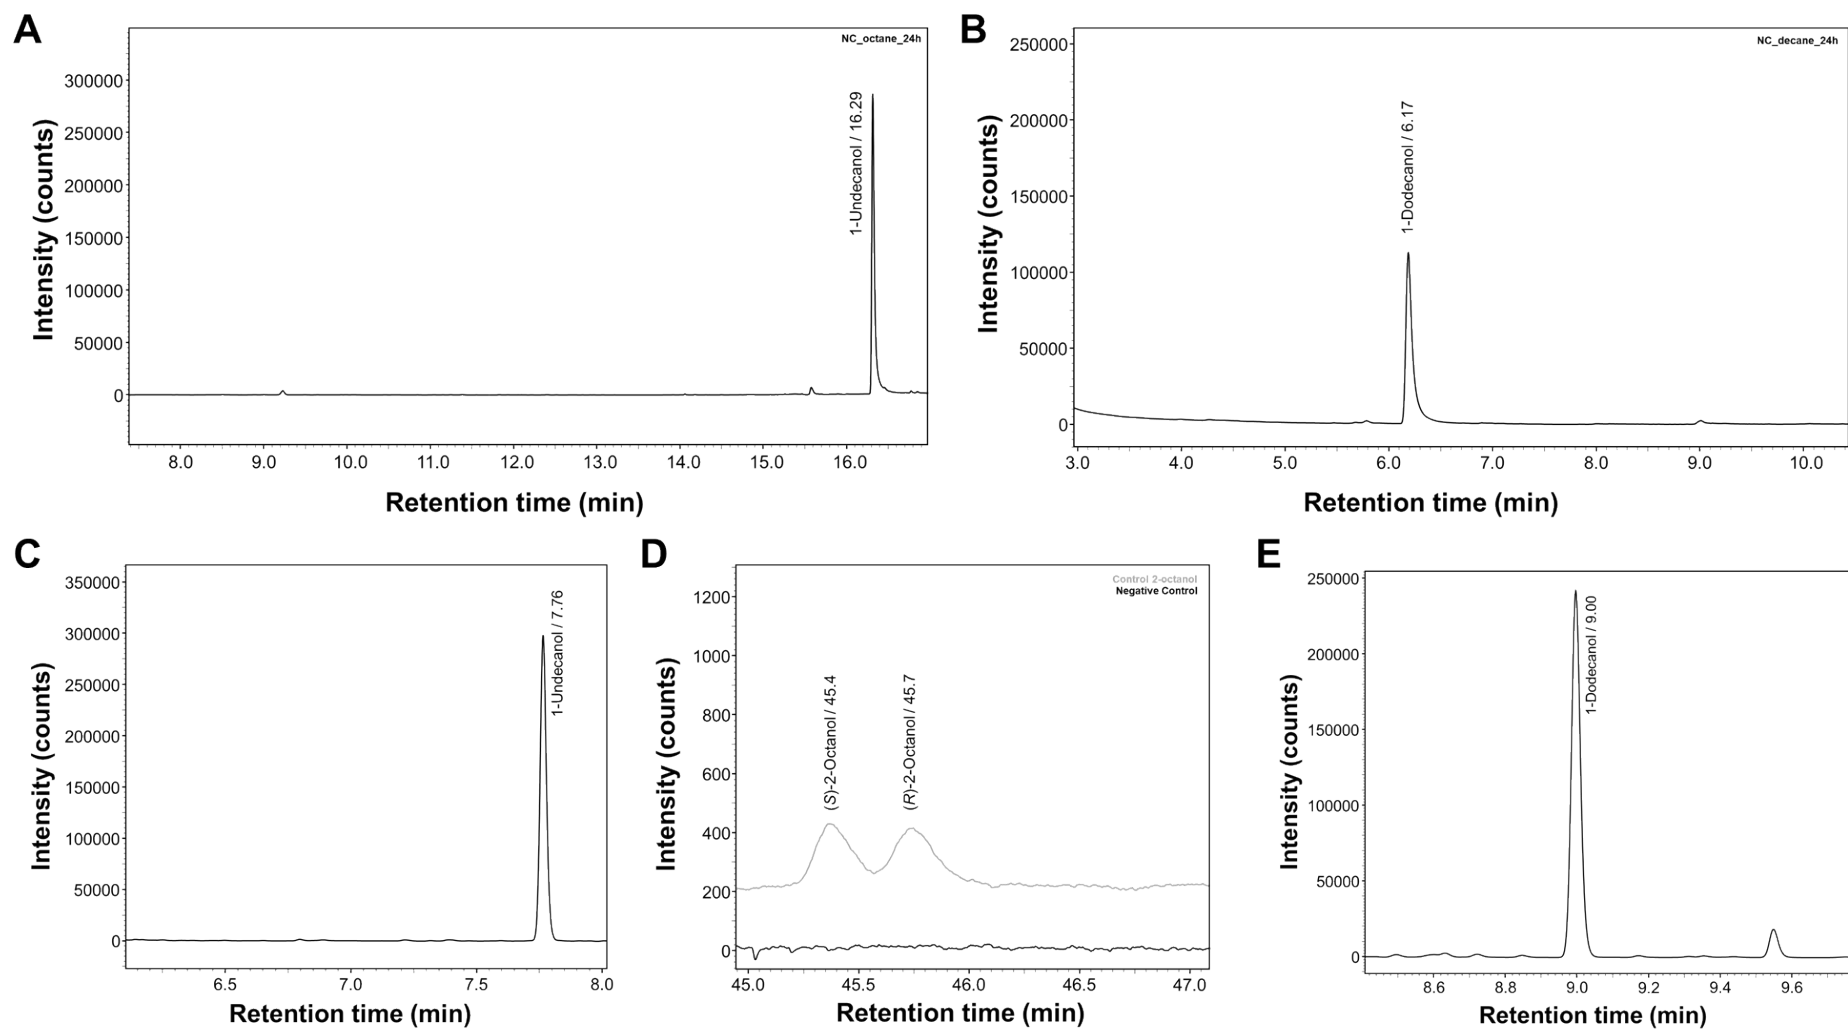 A
NC_octane_24h
Intensity (counts)
300000
250000
200000
150000
100000
50000
0
1-Undecanol / 16.29
8.0 9.0 10.0 11.0 12.0 13.0 14.0 15.0 16.0
Retention time (min)
B
NC_decane_24h
Intensity (counts)
250000
200000
150000
100000
50000
0
1-Dodecanol / 6.17
3.0 4.0 5.0 6.0 7.0 8.0 9.0 10.0
Retention time (min)
C
Intensity (counts)
350000
300000
250000
200000
150000
100000
50000
0
1-Undecanol / 7.76
6.5 7.0 7.5 8.0
Retention time (min)
D
Control 2-octanol
Negative Control
Intensity (counts)
1200
1000
800
600
400
200
0
(S)-2-Octanol / 45.4
(R)-2-Octanol / 45.7
45.0 45.5 46.0 46.5 47.0
Retention time (min)
E
Intensity (counts)
250000
200000
150000
100000
50000
0
1-Dodecanol / 9.00
8.6 8.8 9.0 9.2 9.4 9.6
Retention time (min)